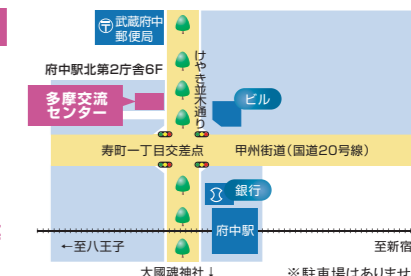 武蔵府中
郵便局
けやき並木通り
府中駅北第2庁舎6F
多摩交流
センター
ビル
寿町一丁目交差点
甲州街道(国道20号線)
銀行
府中駅
←至八王子
至新宿
大國魂神社↓
※駐車場はありませ